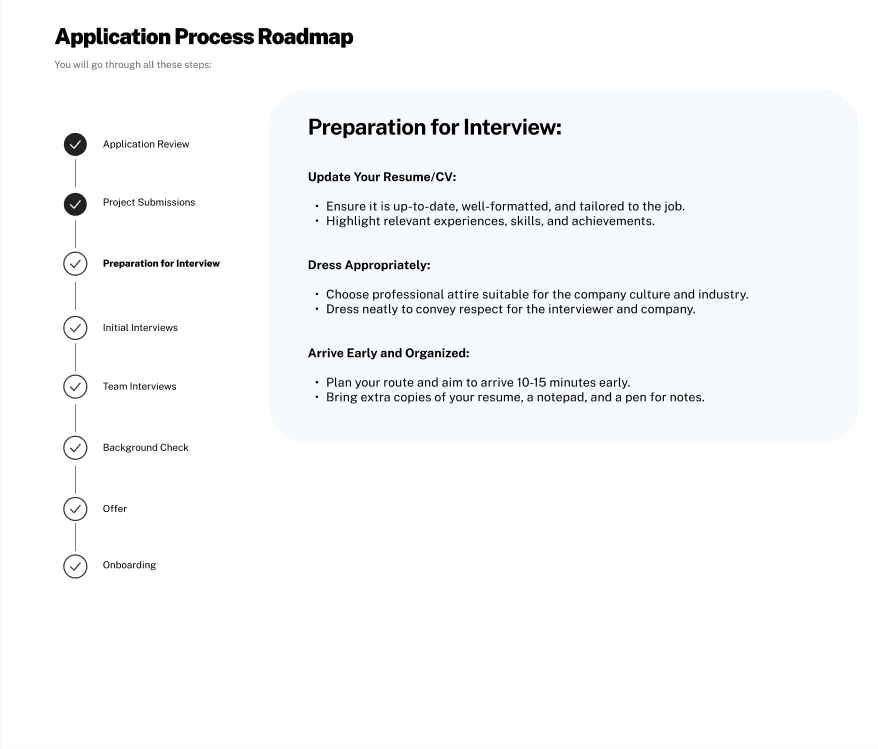 Application Process Roadmap
You will go through all these steps:
Application Review
Project Submissions
Preparation for Interview
Initial Interviews
Team Interviews
Background Check
Offer
Onboarding
Preparation for Interview:
Update Your Resume/CV:
• Ensure it is up-to-date, well-formatted, and tailored to the job.
• Highlight relevant experiences, skills, and achievements.
Dress Appropriately:
• Choose professional attire suitable for the company culture and industry.
• Dress neatly to convey respect for the interviewer and company.
Arrive Early and Organized:
• Plan your route and aim to arrive 10-15 minutes early.
• Bring extra copies of your resume, a notepad, and a pen for notes.